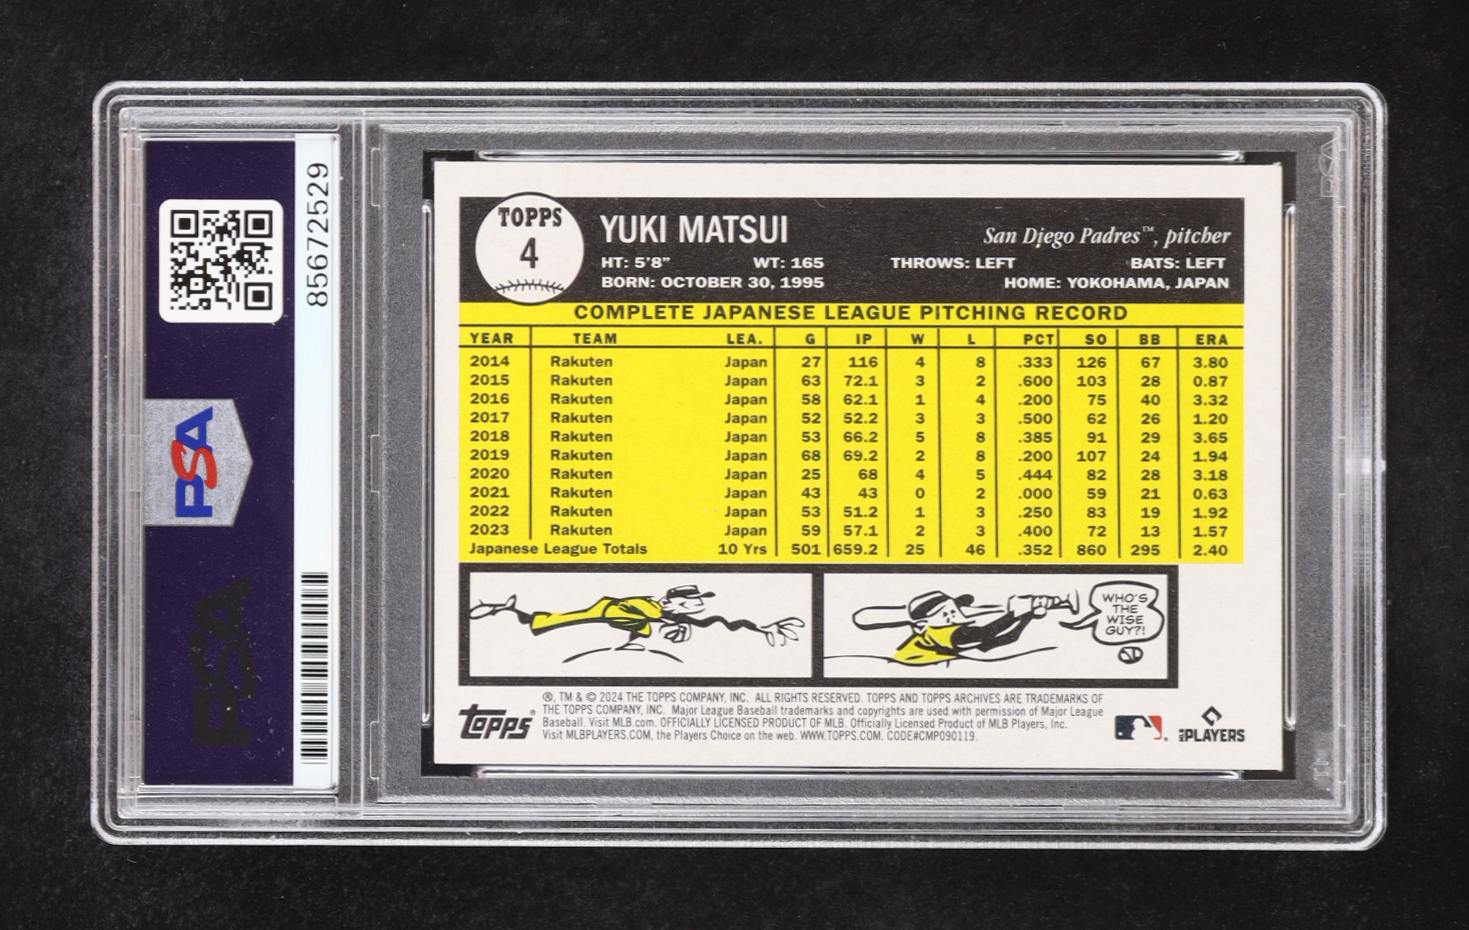 85672529
PSA
PSA
TOPPS
4
YUKI MATSUI
San Diego Padres™, pitcher
HT: 5'8" WT: 165 THROWS: LEFT BATS: LEFT
BORN: OCTOBER 30, 1995 HOME: YOKOHAMA, JAPAN
COMPLETE JAPANESE LEAGUE PITCHING RECORD
YEAR TEAM LEA. G IP W L PCT SO BB ERA
2014 Rakuten Japan 27 116 4 8 .333 126 67 3.80
2015 Rakuten Japan 63 72.1 3 2 .600 103 28 0.87
2016 Rakuten Japan 58 62.1 1 4 .200 75 40 3.32
2017 Rakuten Japan 52 52.2 3 3 .500 62 26 1.20
2018 Rakuten Japan 53 66.2 5 8 .385 91 29 3.65
2019 Rakuten Japan 68 69.2 2 8 .200 107 24 1.94
2020 Rakuten Japan 25 68 4 5 .444 82 28 3.18
2021 Rakuten Japan 43 43 0 2 .000 59 21 0.63
2022 Rakuten Japan 53 51.2 1 3 .250 83 19 1.92
2023 Rakuten Japan 59 57.1 2 3 .400 72 13 1.57
Japanese League Totals 10 Yrs 501 659.2 25 46 .352 860 295 2.40
WHO'S
THE
WISE
GUY?!
®, TM & © 2024 THE TOPPS COMPANY, INC. ALL RIGHTS RESERVED. TOPPS AND TOPPS ARCHIVES ARE TRADEMARKS OF
THE TOPPS COMPANY, INC. Major League Baseball trademarks and copyrights are used with permission of Major League
Baseball. Visit MLB.com. OFFICIALLY LICENSED PRODUCT OF MLB. Officially Licensed Product of MLB Players, Inc.
Visit MLBPLAYERS.COM, the Players Choice on the web. WWW.TOPPS.COM. CODE#CMP090119.
TOPPS®
MLB PLAYERS